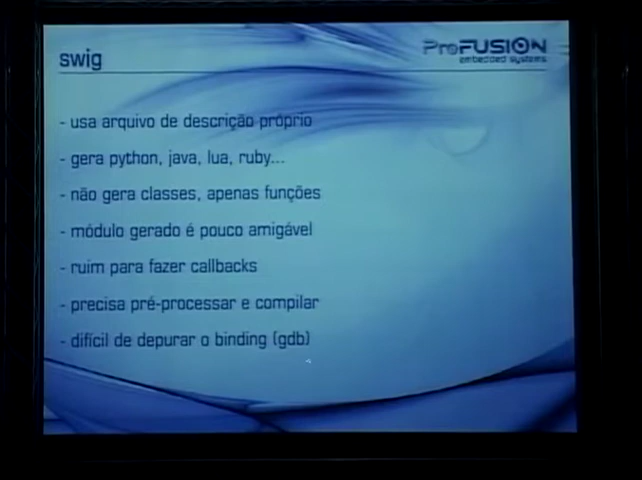 swig
ProFUSION
embedded systems
- usa arquivo de descrição próprio
- gera python, java, lua, ruby...
- não gera classes, apenas funções
- módulo gerado é pouco amigável
- ruim para fazer callbacks
- precisa pré-processar e compilar
- difícil de depurar o binding (gdb)